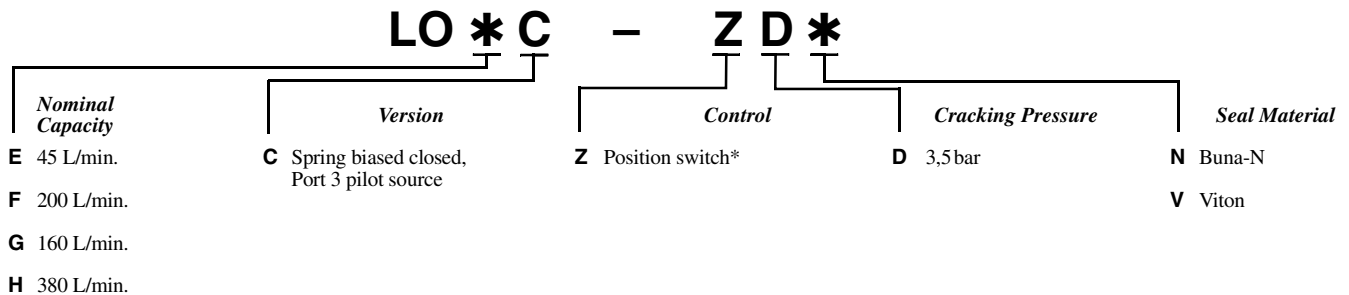 LO * C – Z D *
Nominal
Capacity
E 45 L/min.
F 200 L/min.
G 160 L/min.
H 380 L/min.
Version
C Spring biased closed,
Port 3 pilot source
Control
Z Position switch*
Cracking Pressure
D 3,5 bar
Seal Material
N Buna-N
V Viton